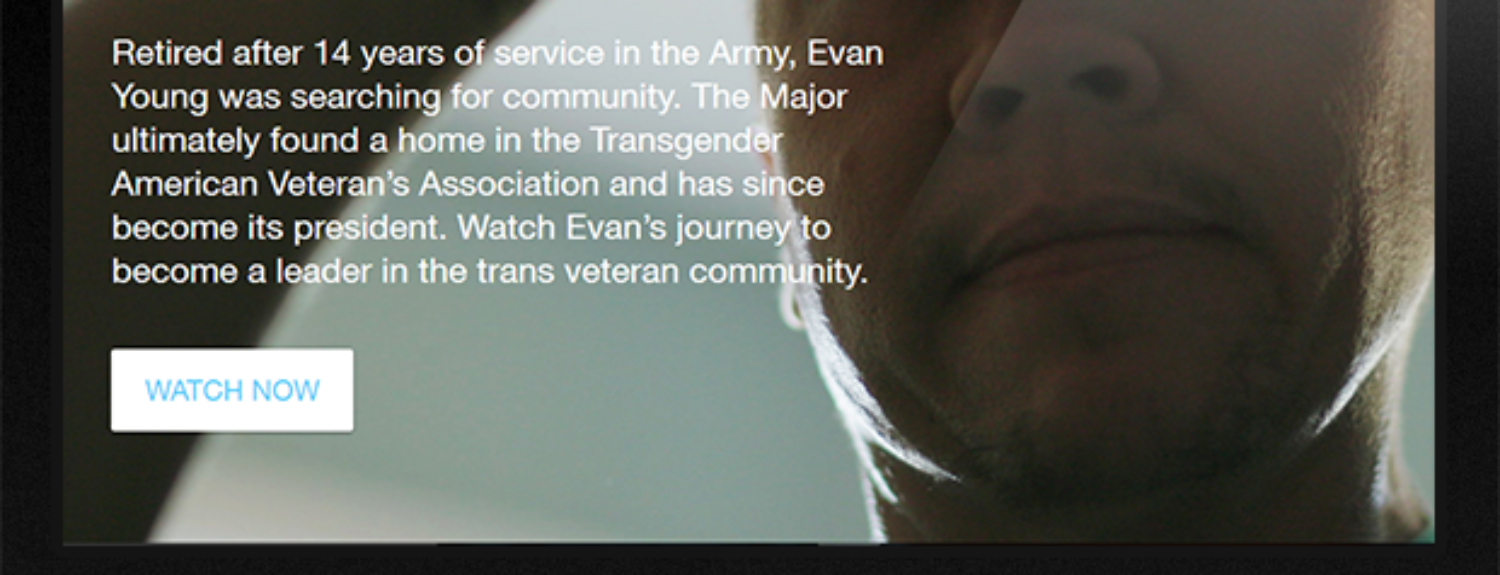 Retired after 14 years of service in the Army, Evan
Young was searching for community. The Major
ultimately found a home in the Transgender
American Veteran’s Association and has since
become its president. Watch Evan’s journey to
become a leader in the trans veteran community.
WATCH NOW